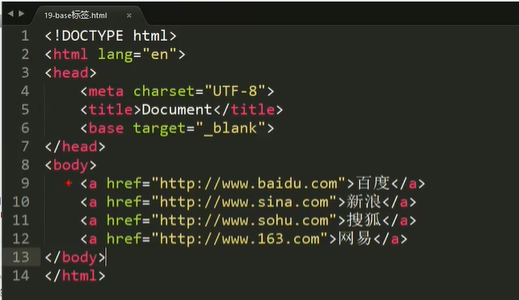 19-base标签.html
1 <!DOCTYPE html>
2 <html lang="en">
3 <head>
4 <meta charset="UTF-8">
5 <title>Document</title>
6 <base target="_blank">
7 </head>
8 <body>
9 <a href="http://www.baidu.com">百度</a>
10 <a href="http://www.sina.com">新浪</a>
11 <a href="http://www.sohu.com">搜狐</a>
12 <a href="http://www.163.com">网易</a>
13 </body>
14 </html>